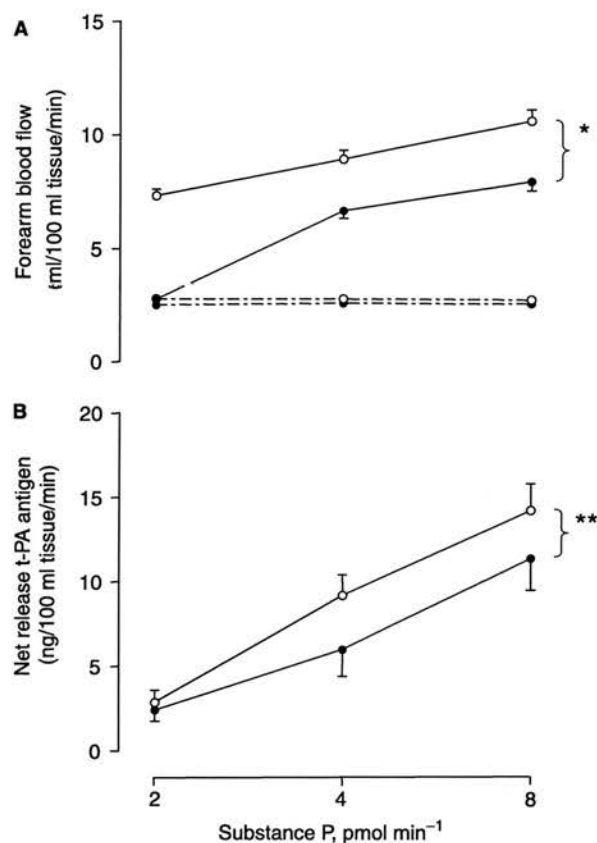 A
15
10
5
0
Forearm blood flow
(ml/100 ml tissue/min)
*
B
20
15
10
5
0
Net release t-PA antigen
(ng/100 ml tissue/min)
**
2 4 8
Substance P, pmol min⁻¹